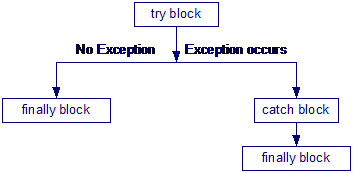 try block
No Exception
Exception occurs
finally block
catch block
finally block